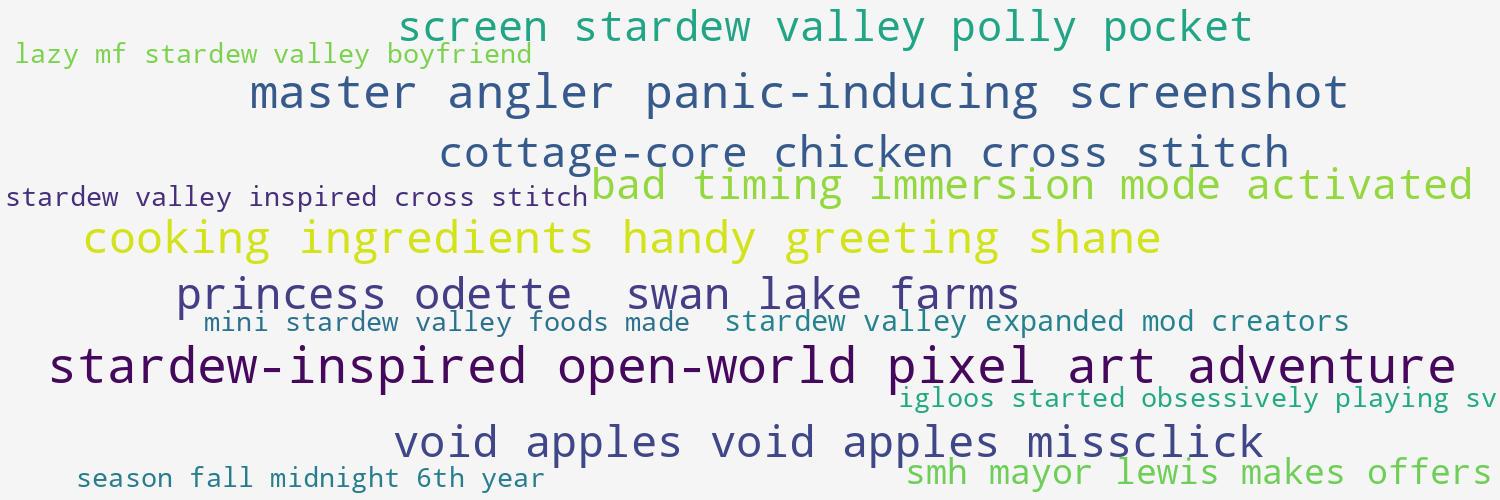 screen stardew valley polly pocket
lazy mf stardew valley boyfriend
master angler panic-inducing screenshot
cottage-core chicken cross stitch
bad timing immersion mode activated
stardew valley inspired cross stitch
cooking ingredients handy greeting shane
princess odette swan lake farms
mini stardew valley foods made
stardew valley expanded mod creators
stardew-inspired open-world pixel art adventure
igloos started obsessively playing sv
void apples void apples missclick
season fall midnight 6th year
smh mayor lewis makes offers